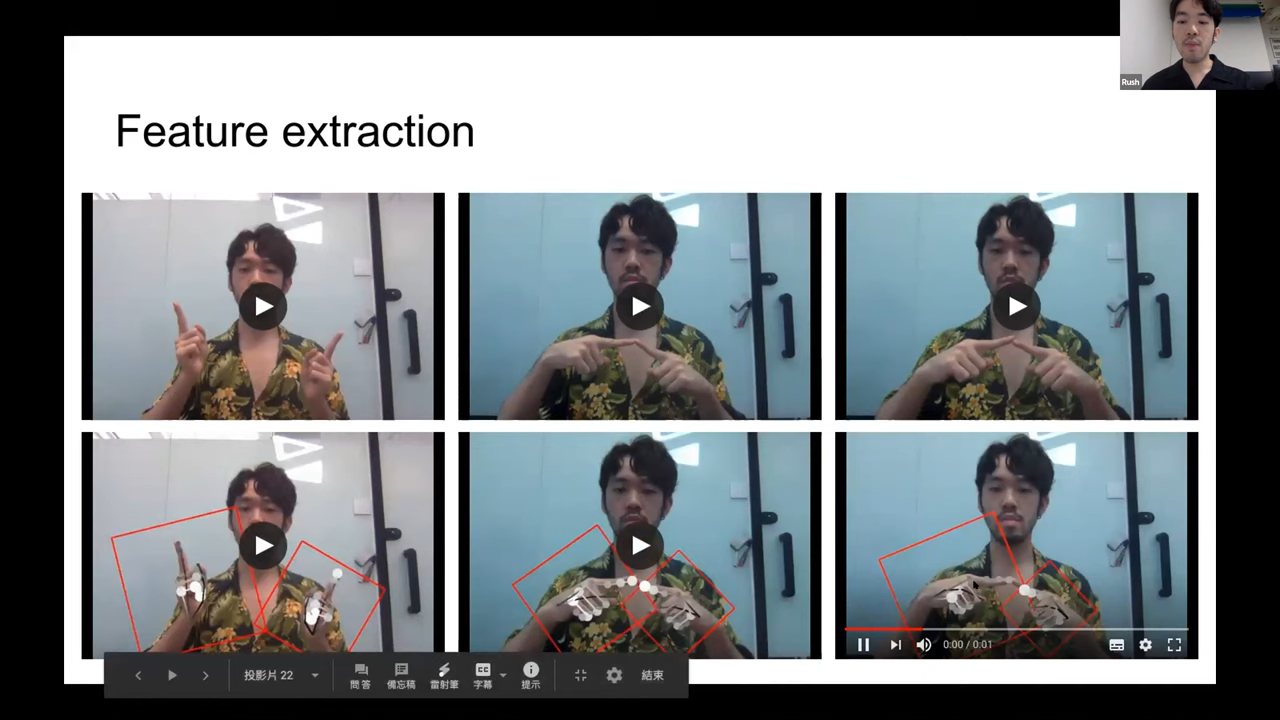 Rush
Feature extraction
0:00 / 0:01
投影片 22
問答
備忘稿
雷射筆
字幕
提示
結束